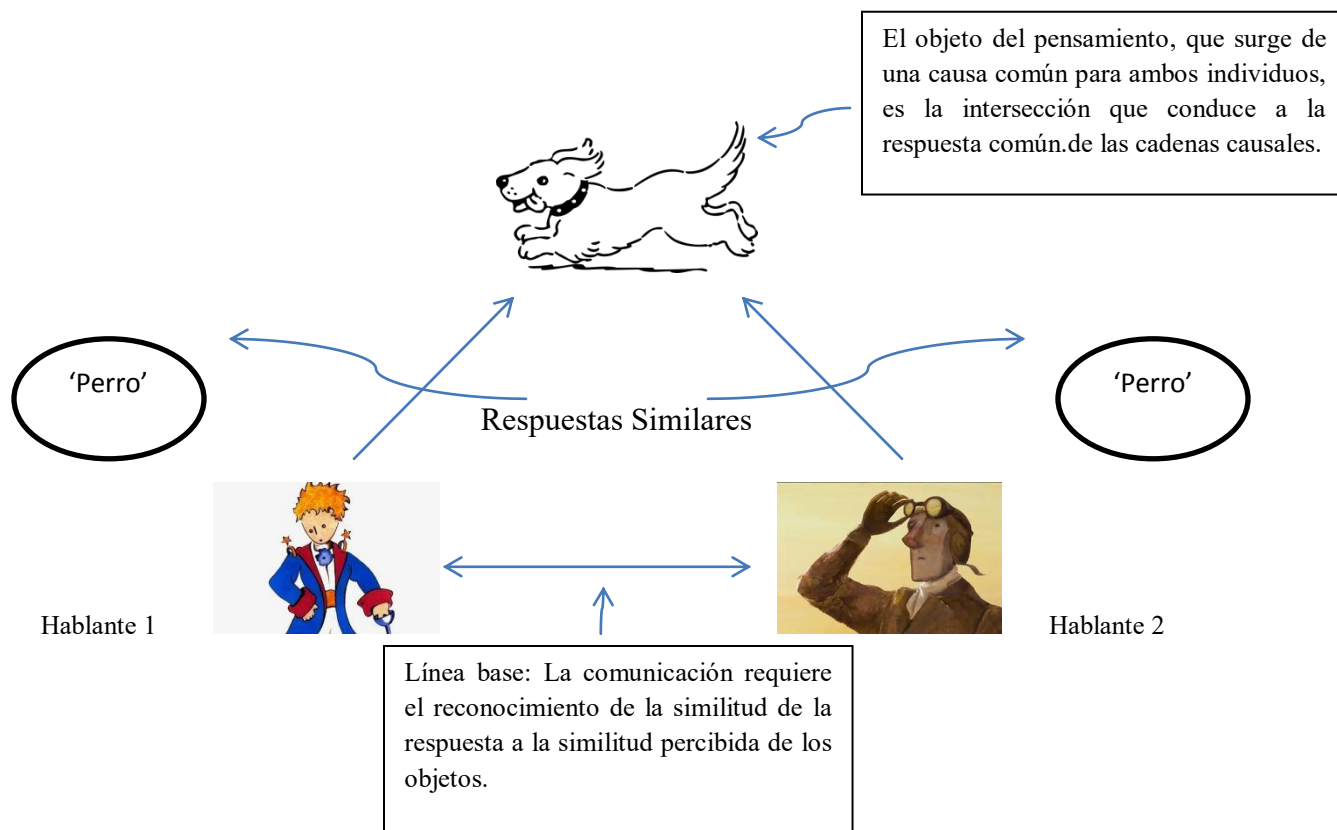 El objeto del pensamiento, que surge de
una causa común para ambos individuos,
es la intersección que conduce a la
respuesta común.de las cadenas causales.
‘Perro’
‘Perro’
Respuestas Similares
Hablante 1
Hablante 2
Línea base: La comunicación requiere
el reconocimiento de la similitud de la
respuesta a la similitud percibida de los
objetos.